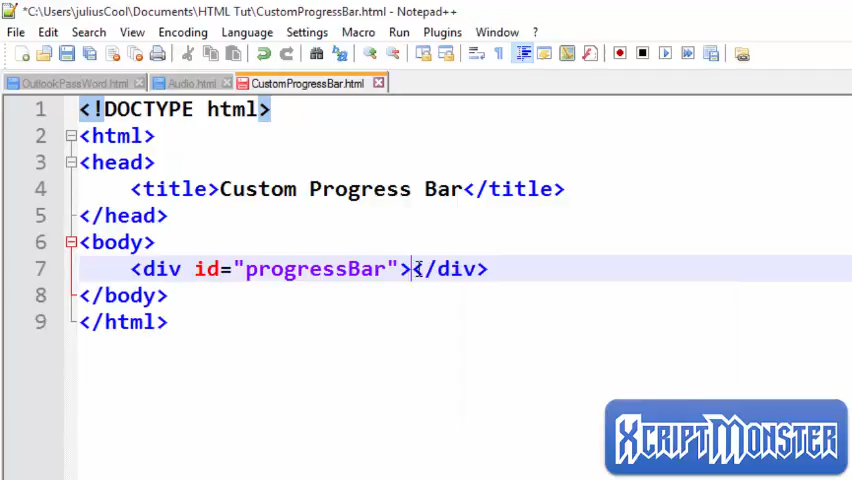 *C:\Users\juliusCool\Documents\HTML Tut\CustomProgressBar.html - Notepad++
File Edit Search View Encoding Language Settings Macro Run Plugins Window ?
OutlookPassWord.html Audio.html CustomProgressBar.html
1 <!DOCTYPE html>
2 <html>
3 <head>
4 <title>Custom Progress Bar</title>
5 </head>
6 <body>
7 <div id="progressBar"></div>
8 </body>
9 </html>
XCRIPTMONSTER